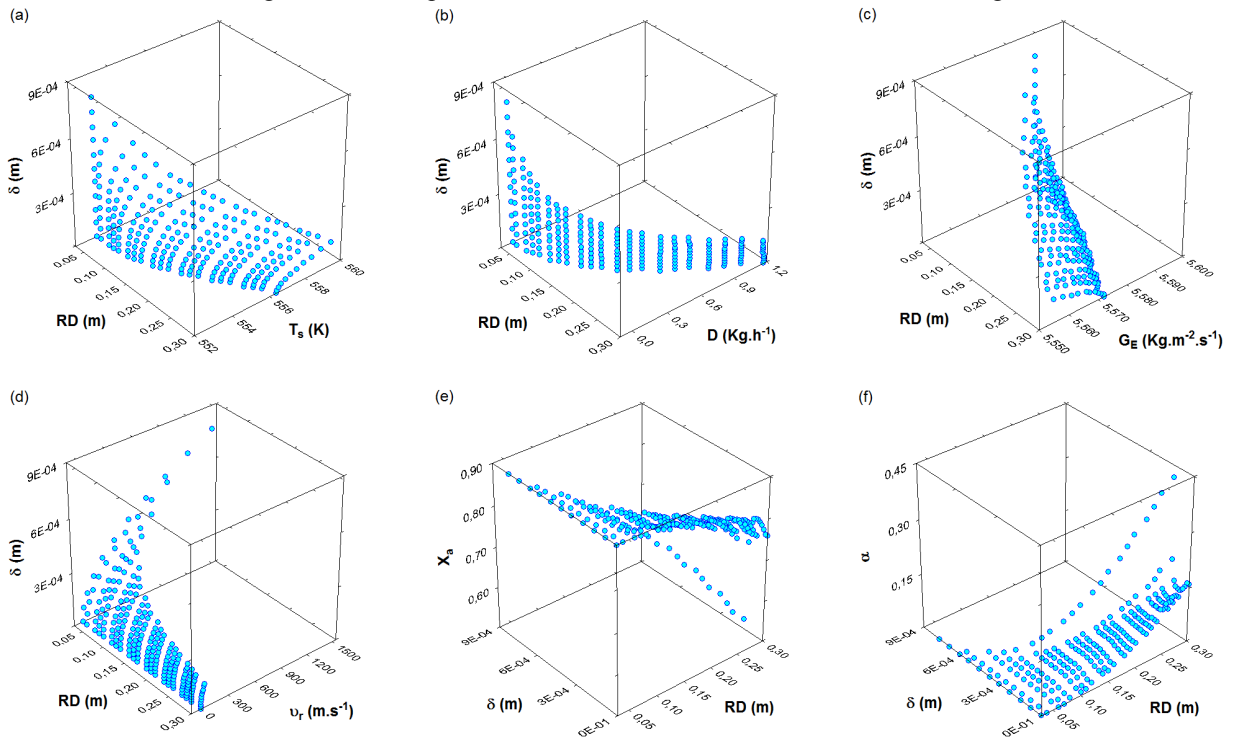 (a)
9E-04
6E-04
3E-04
δ (m)
0.05
0,10
0,15
0,20
0,25
0,30
RD (m)
552
554
556
558
560
Tₛ (K)
(b)
9E-04
6E-04
3E-04
δ (m)
0.05
0,10
0,15
0,20
0,25
0,30
RD (m)
0,0
0,3
0,6
0,9
1,2
D (Kg.h⁻¹)
(c)
9E-04
6E-04
3E-04
δ (m)
0,05
0,10
0,15
0,20
0,25
0,30
RD (m)
5,550
5,560
5,570
5,580
5,590
5,600
G_E (Kg.m⁻².s⁻¹)
(d)
9E-04
6E-04
3E-04
δ (m)
0.05
0,10
0,15
0,20
0,25
0,30
RD (m)
0
300
600
900
1200
1500
υᵣ (m.s⁻¹)
(e)
0,90
0,80
0,70
0,60
Xₐ
9E-04
6E-04
3E-04
0E-01
δ (m)
0,05
0,10
0,15
0,20
0,25
0,30
RD (m)
(f)
0,45
0,30
0,15
α
9E-04
6E-04
3E-04
0E-01
δ (m)
0,05
0,10
0,15
0,20
0,25
0,30
RD (m)